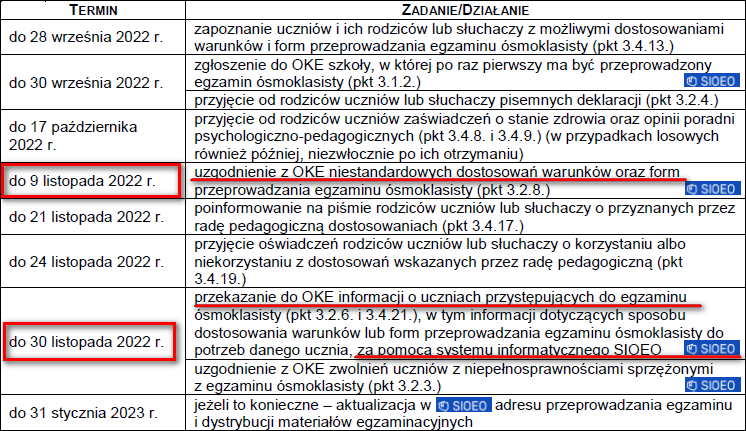 TERMIN ZADANIE/DZIAŁANIE
do 28 września 2022 r.
zapoznanie uczniów i ich rodziców lub słuchaczy z możliwymi dostosowaniami
warunków i form przeprowadzania egzaminu ósmoklasisty (pkt 3.4.13.)
do 30 września 2022 r.
zgłoszenie do OKE szkoły, w której po raz pierwszy ma być przeprowadzony
egzamin ósmoklasisty (pkt 3.1.2.) SIOEO
przyjęcie od rodziców uczniów lub słuchaczy pisemnych deklaracji (pkt 3.2.4.)
do 17 października
2022 r.
przyjęcie od rodziców uczniów zaświadczeń o stanie zdrowia oraz opinii poradni
psychologiczno-pedagogicznych (pkt 3.4.8. i 3.4.9.) (w przypadkach losowych
również później, niezwłocznie po ich otrzymaniu)
do 9 listopada 2022 r.
uzgodnienie z OKE niestandardowych dostosowań warunków oraz form
przeprowadzania egzaminu ósmoklasisty (pkt 3.2.8.) SIOEO
do 21 listopada 2022 r.
poinformowanie na piśmie rodziców uczniów lub słuchaczy o przyznanych przez
radę pedagogiczną dostosowaniach (pkt 3.4.17.)
do 24 listopada 2022 r.
przyjęcie oświadczeń rodziców uczniów lub słuchaczy o korzystaniu albo
niekorzystaniu z dostosowań wskazanych przez radę pedagogiczną (pkt
3.4.19.)
do 30 listopada 2022 r.
przekazanie do OKE informacji o uczniach przystępujących do egzaminu
ósmoklasisty (pkt 3.2.6. i 3.4.21.), w tym informacji dotyczących sposobu
dostosowania warunków lub form przeprowadzania egzaminu ósmoklasisty do
potrzeb danego ucznia, za pomocą systemu informatycznego SIOEO SIOEO
uzgodnienie z OKE zwolnień uczniów z niepełnosprawnościami sprzężonymi
z egzaminu ósmoklasisty (pkt 3.2.3.) SIOEO
do 31 stycznia 2023 r.
jeżeli to konieczne – aktualizacja w SIOEO adresu przeprowadzania egzaminu
i dystrybucji materiałów egzaminacyjnych